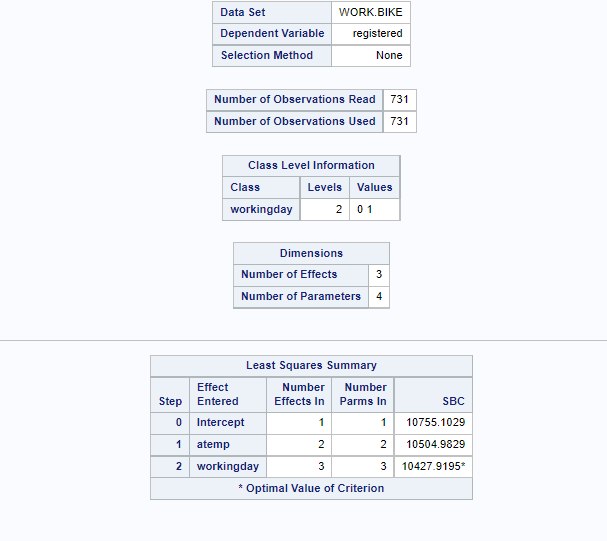 Data Set WORK.BIKE
Dependent Variable registered
Selection Method None
Number of Observations Read 731
Number of Observations Used 731
Class Level Information
Class Levels Values
workingday 2 0 1
Dimensions
Number of Effects 3
Number of Parameters 4
Least Squares Summary
Step Effect Entered Number Effects In Number Parms In SBC
0 Intercept 1 1 10755.1029
1 atemp 2 2 10504.9829
2 workingday 3 3 10427.9195*
* Optimal Value of Criterion